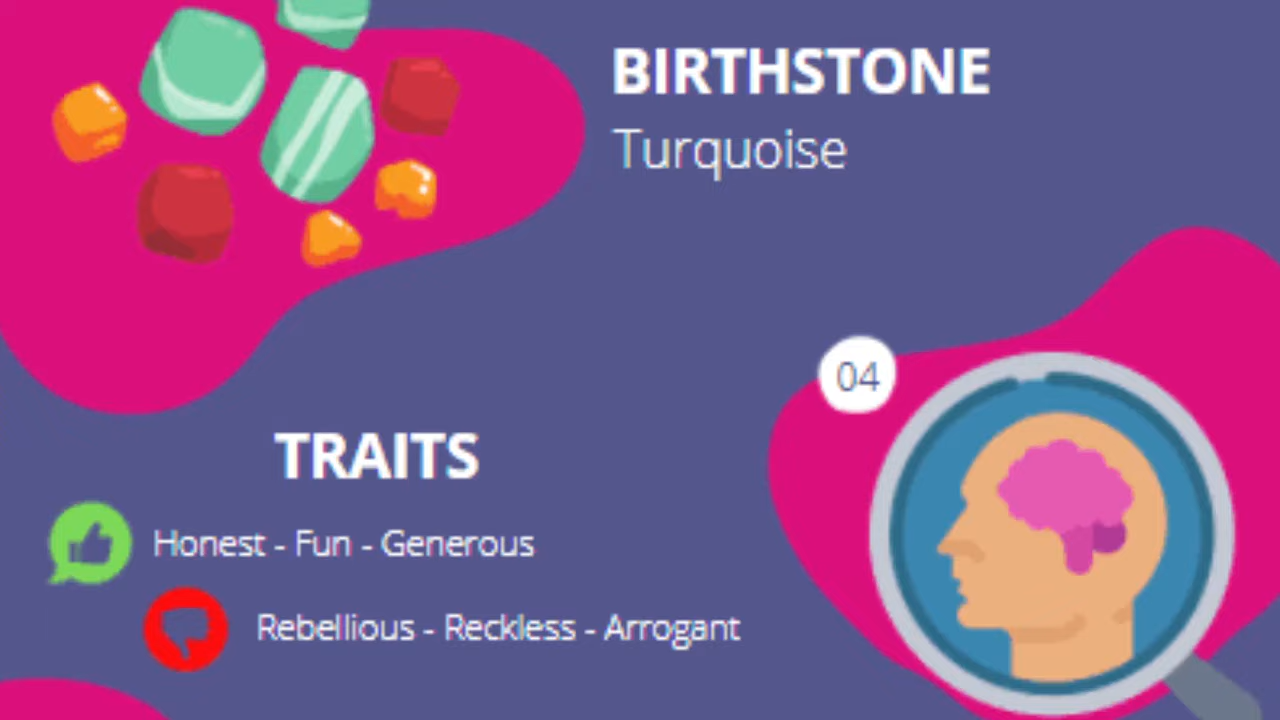 BIRTHSTONE
Turquoise
04
TRAITS
Honest - Fun - Generous
Rebellious - Reckless - Arrogant